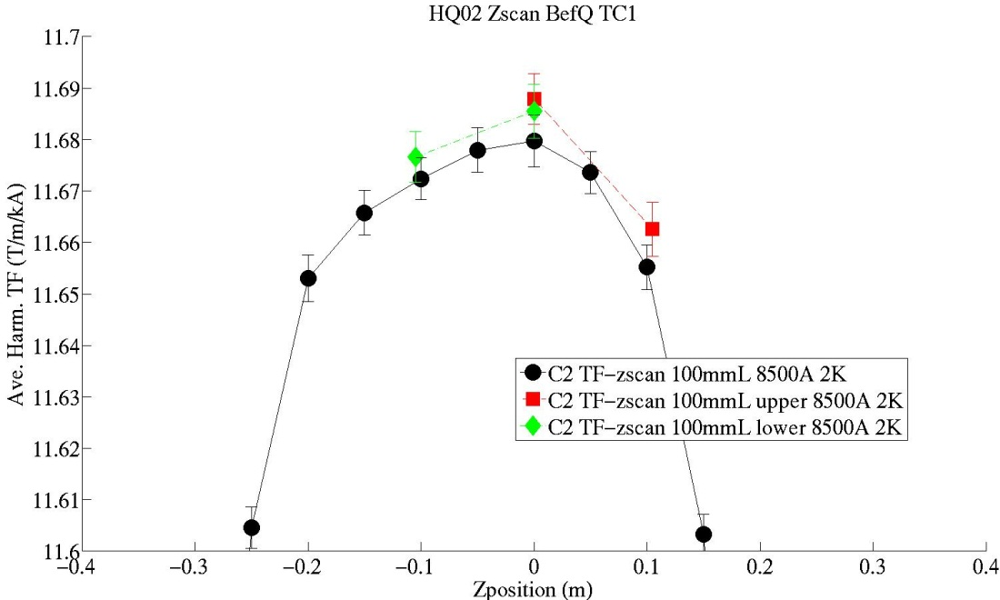 HQ02 Zscan BefQ TC1
11.7
11.69
11.68
11.67
11.66
11.65
11.64
11.63
11.62
11.61
11.6
Ave. Harm. TF (T/m/kA)
C2 TF−zscan 100mmL 8500A 2K
C2 TF−zscan 100mmL upper 8500A 2K
C2 TF−zscan 100mmL lower 8500A 2K
−0.4 −0.3 −0.2 −0.1 0 0.1 0.2 0.3 0.4
Zposition (m)